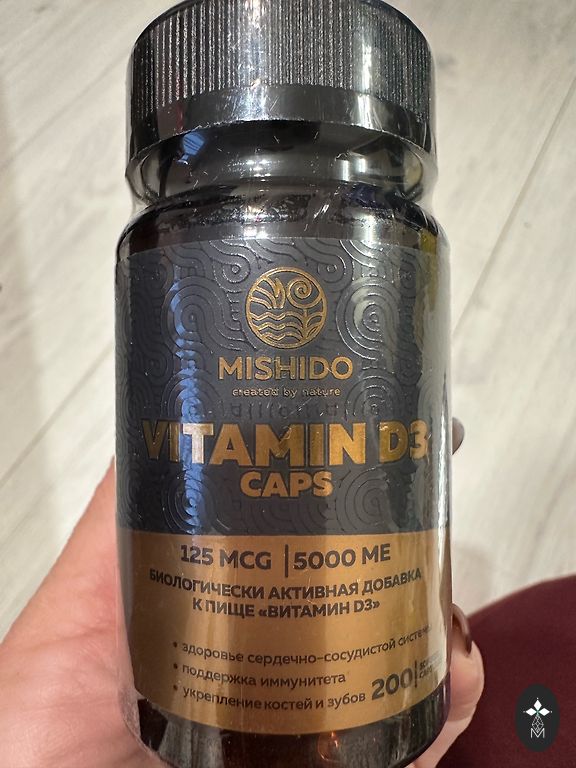 MISHIDO
created by nature
VITAMIN D3
CAPS
125 MCG | 5000 ME
БИОЛОГИЧЕСКИ АКТИВНАЯ ДОБАВКА
К ПИЩЕ «ВИТАМИН D3»
• здоровье сердечно-сосудистой системы
• поддержка иммунитета
• укрепление костей и зубов
200